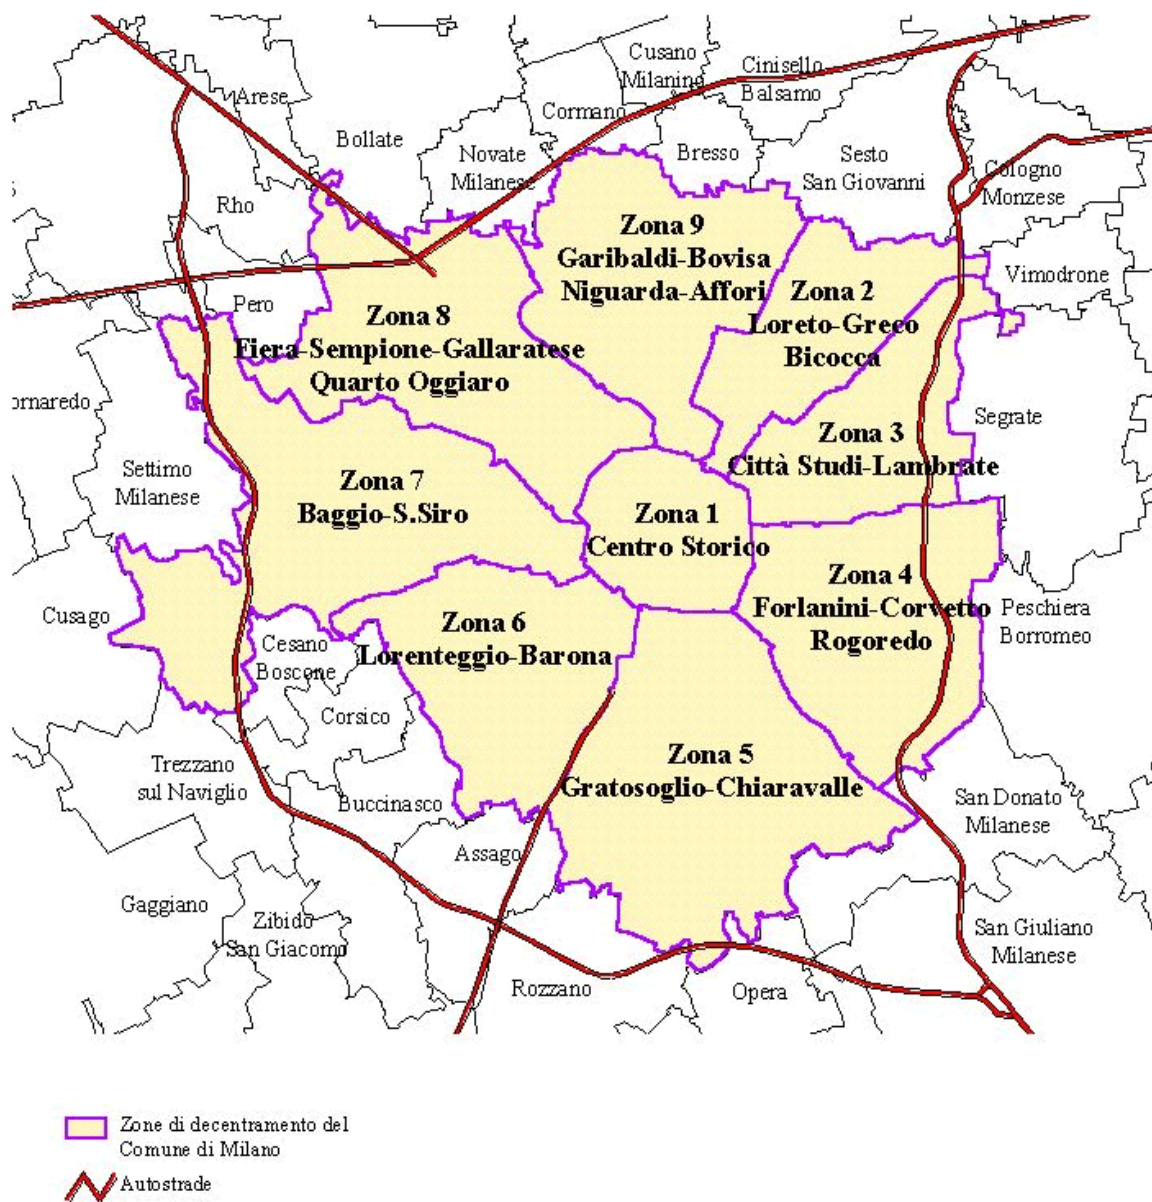 Cusano
Milanino
Cinisello
Balsamo
Arese
Cormano
Bollate
Novate
Milanese
Bresso
Sesto
San Giovanni
Cologno
Monzese
Rho
Zona 9
Garibaldi-Bovisa
Niguarda-Affori
Vimodrone
Pero
Zona 8
Fiera-Sempione-Gallaratese
Quarto Oggiaro
Zona 2
Loreto-Greco
Bicocca
ornaredo
Segrate
Zona 3
Città Studi-Lambrate
Settimo
Milanese
Zona 7
Baggio-S.Siro
Zona 1
Centro Storico
Zona 4
Forlanini-Corvetto
Rogoredo
Peschiera
Borromeo
Cusago
Zona 6
Lorenteggio-Barona
Cesano
Boscone
Corsico
Zona 5
Gratosoglio-Chiaravalle
Trezzano
sul Naviglio
Buccinasco
San Donato
Milanese
Assago
Gaggiano
Zibido
San Giacomo
San Giuliano
Milanese
Rozzano
Opera
Zone di decentramento del
Comune di Milano
Autostrade